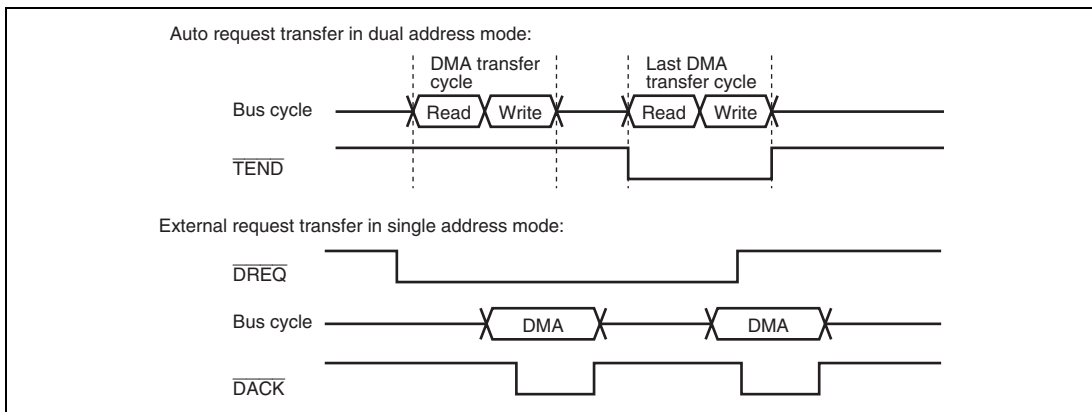 Auto request transfer in dual address mode:
DMA transfer
cycle
Last DMA
transfer cycle
Bus cycle
Read
Write
Read
Write
TEND
External request transfer in single address mode:
DREQ
Bus cycle
DMA
DMA
DACK